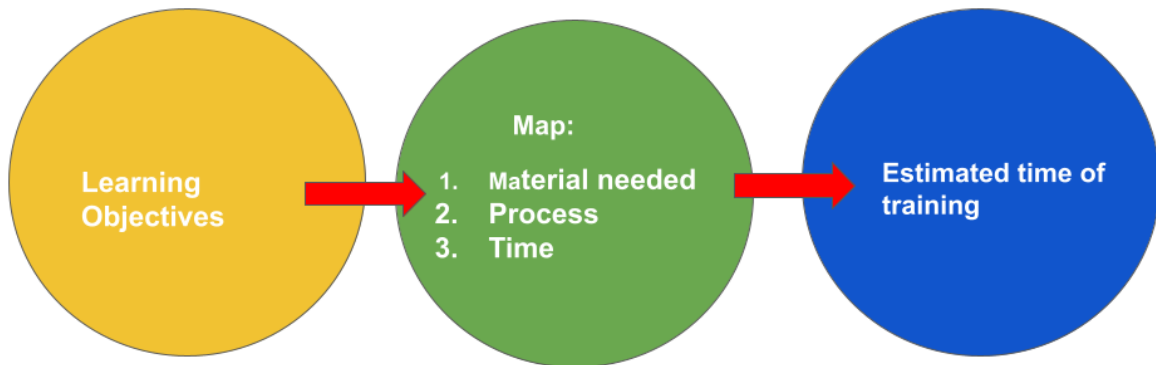 Learning
Objectives
Map:
1. Material needed
2. Process
3. Time
Estimated time of
training